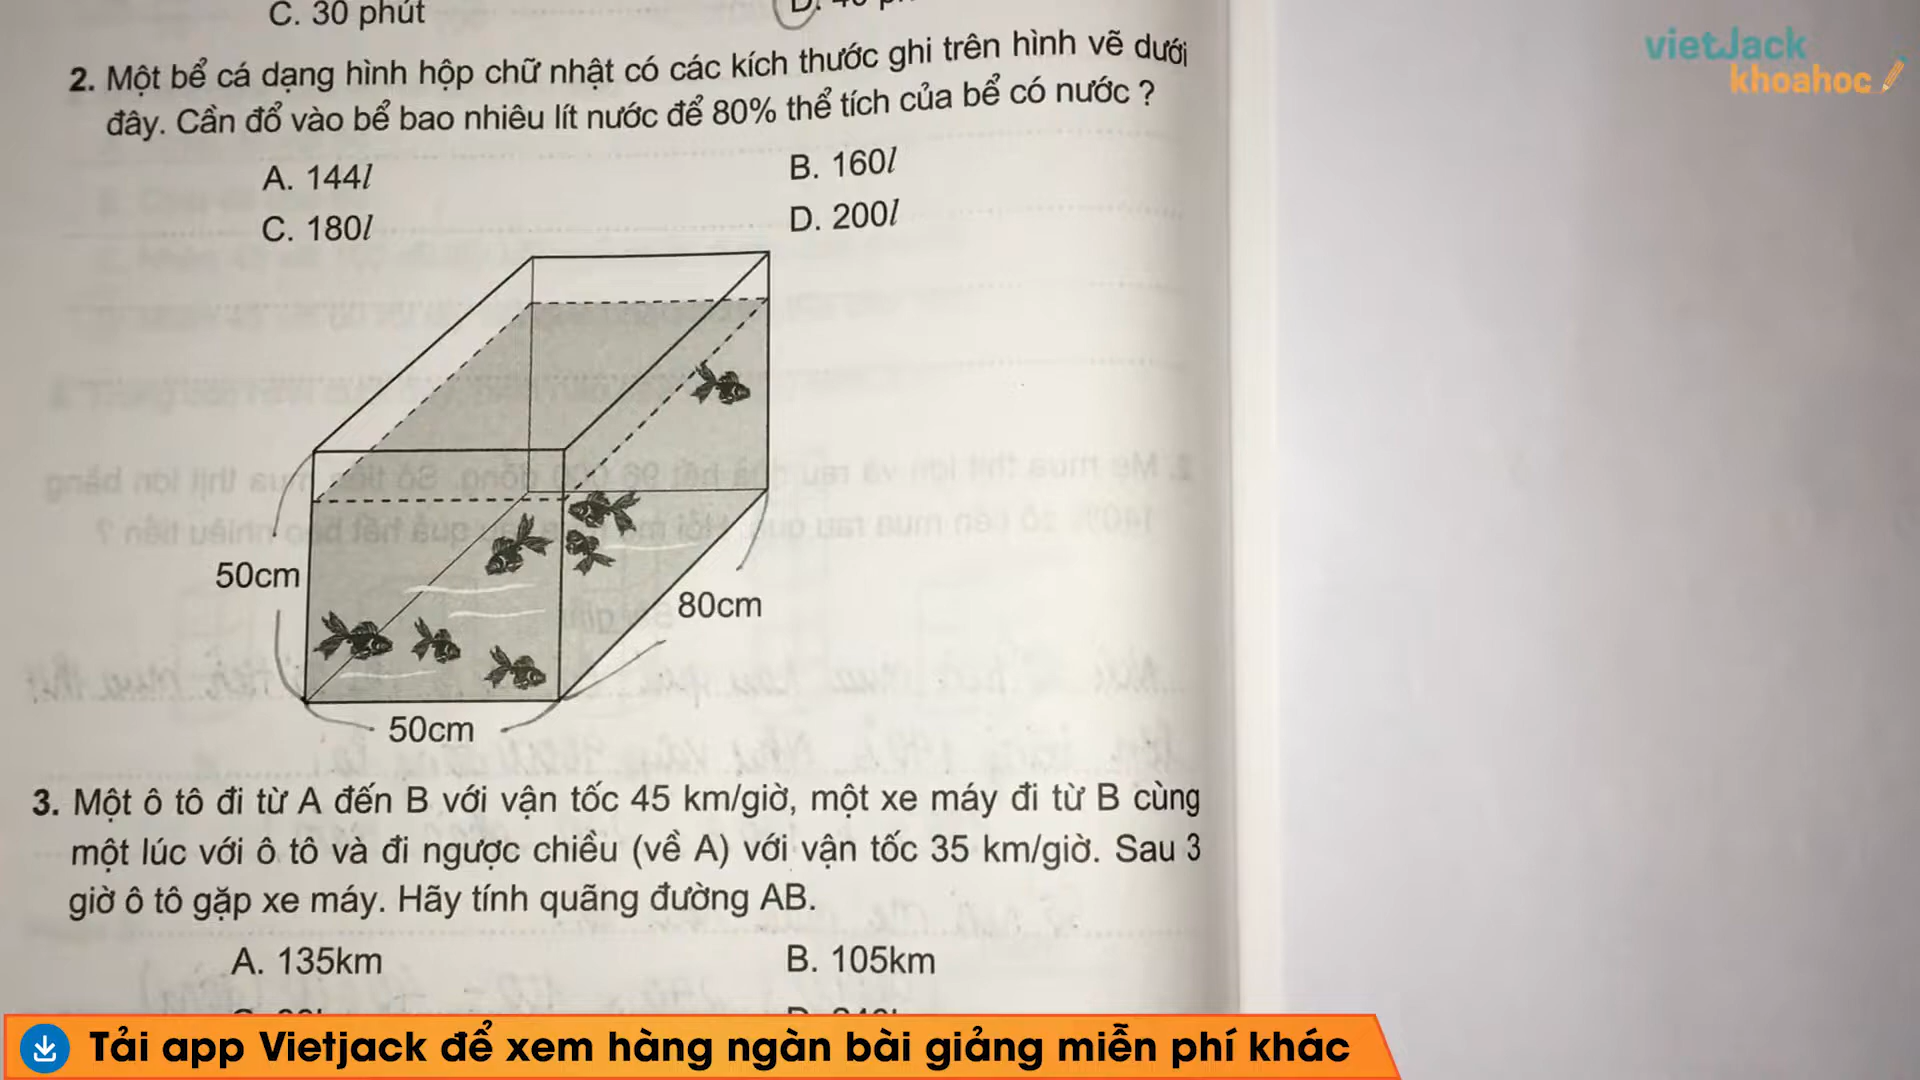 C. 30 phút
vietJack
khoahoc
2. Một bể cá dạng hình hộp chữ nhật có các kích thước ghi trên hình vẽ dưới
đây. Cần đổ vào bể bao nhiêu lít nước để 80% thể tích của bể có nước ?
A. 144l
B. 160l
C. 180l
D. 200l
50cm
80cm
50cm
3. Một ô tô đi từ A đến B với vận tốc 45 km/giờ, một xe máy đi từ B cùng
một lúc với ô tô và đi ngược chiều (về A) với vận tốc 35 km/giờ. Sau 3
giờ ô tô gặp xe máy. Hãy tính quãng đường AB.
A. 135km
B. 105km
Tải app Vietjack để xem hàng ngàn bài giảng miễn phí khác